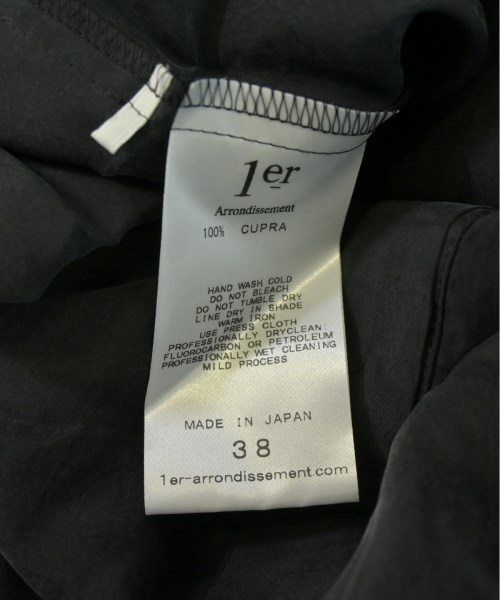 1er
Arrondissement
100% CUPRA
HAND WASH COLD
DO NOT BLEACH
DO NOT TUMBLE DRY
LINE DRY IN SHADE
WARM IRON
USE PRESS CLOTH
PROFESSIONALLY DRYCLEAN:
FLUOROCARBON OR PETROLEUM
PROFESSIONALLY WET CLEANING
MILD PROCESS
MADE IN JAPAN
38
1er-arrondissement.com